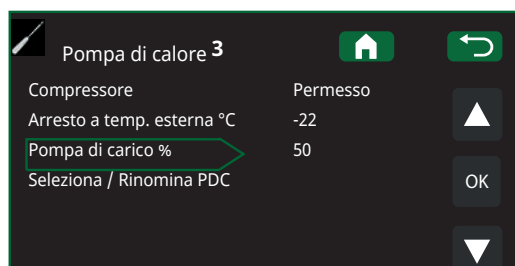 Pompa di calore 3
Compressore Permesso
Arresto a temp. esterna °C -22
Pompa di carico % 50
Seleziona / Rinomina PDC
OK